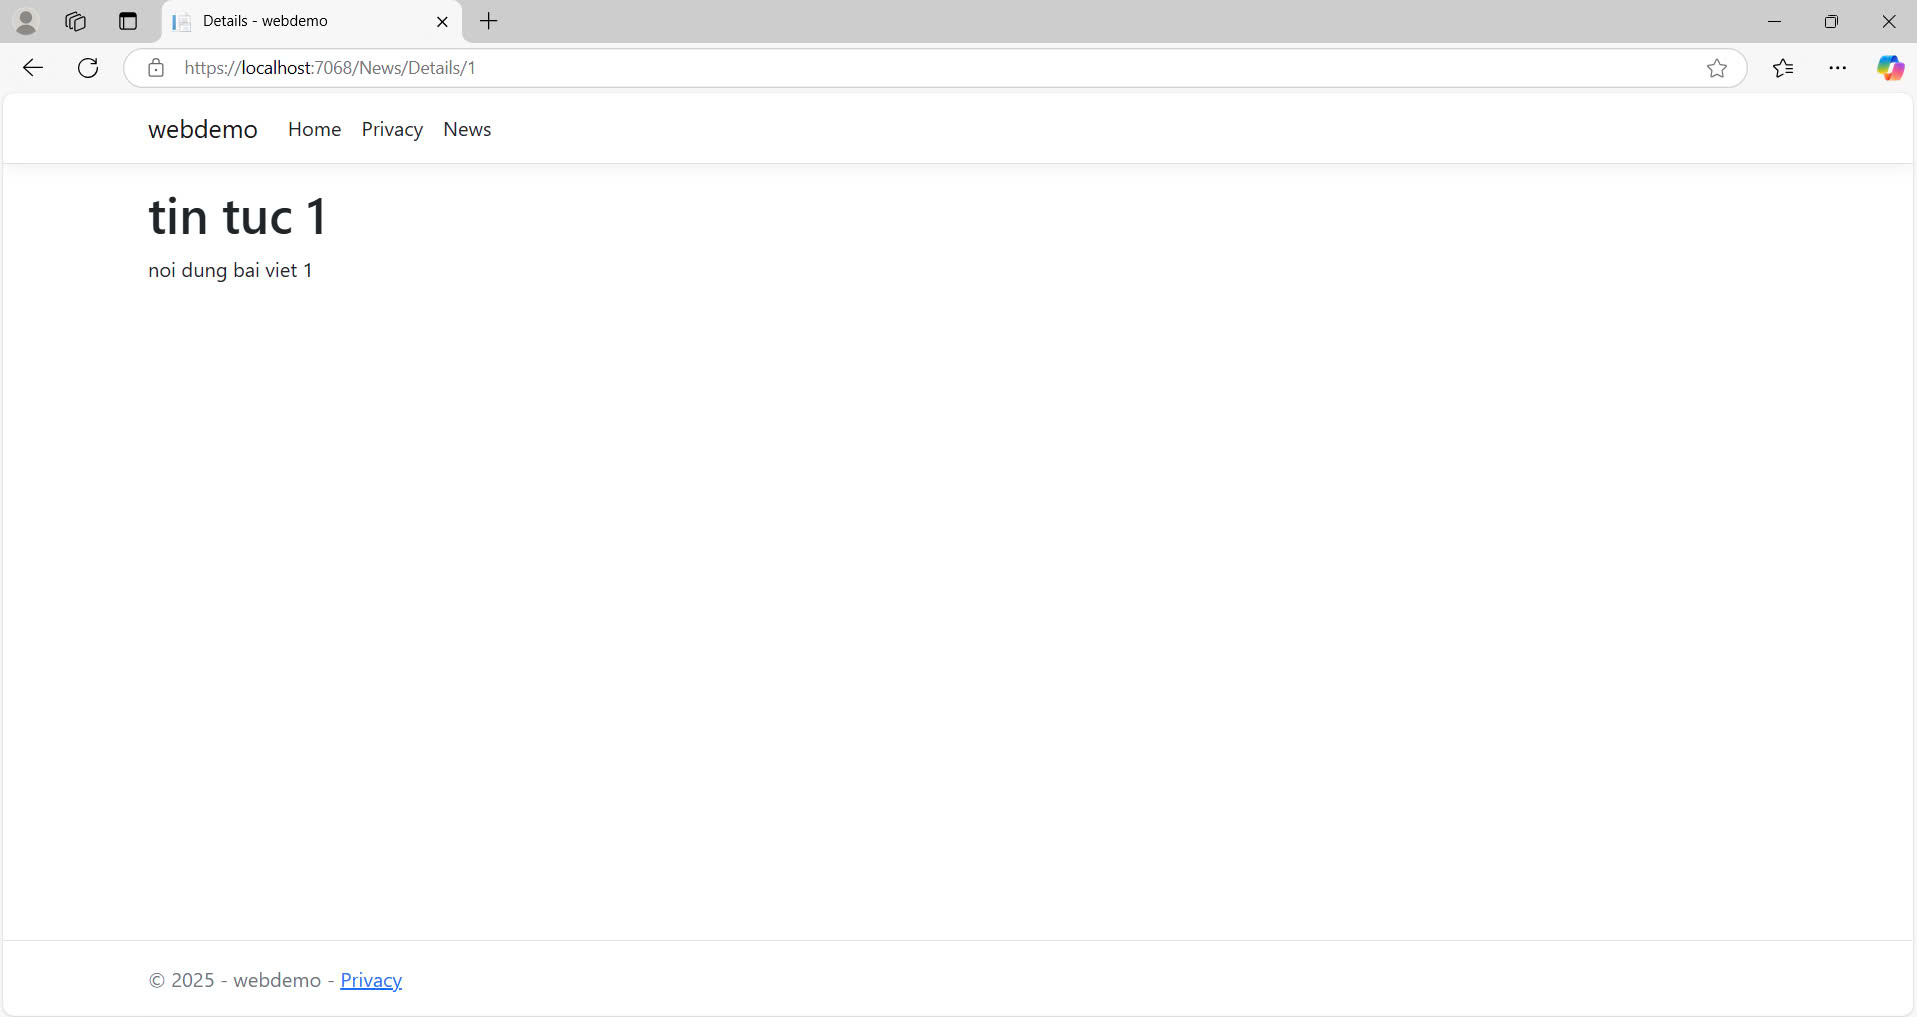 Details - webdemo
https://localhost:7068/News/Details/1
webdemo Home Privacy News
tin tuc 1
noi dung bai viet 1
© 2025 - webdemo - Privacy